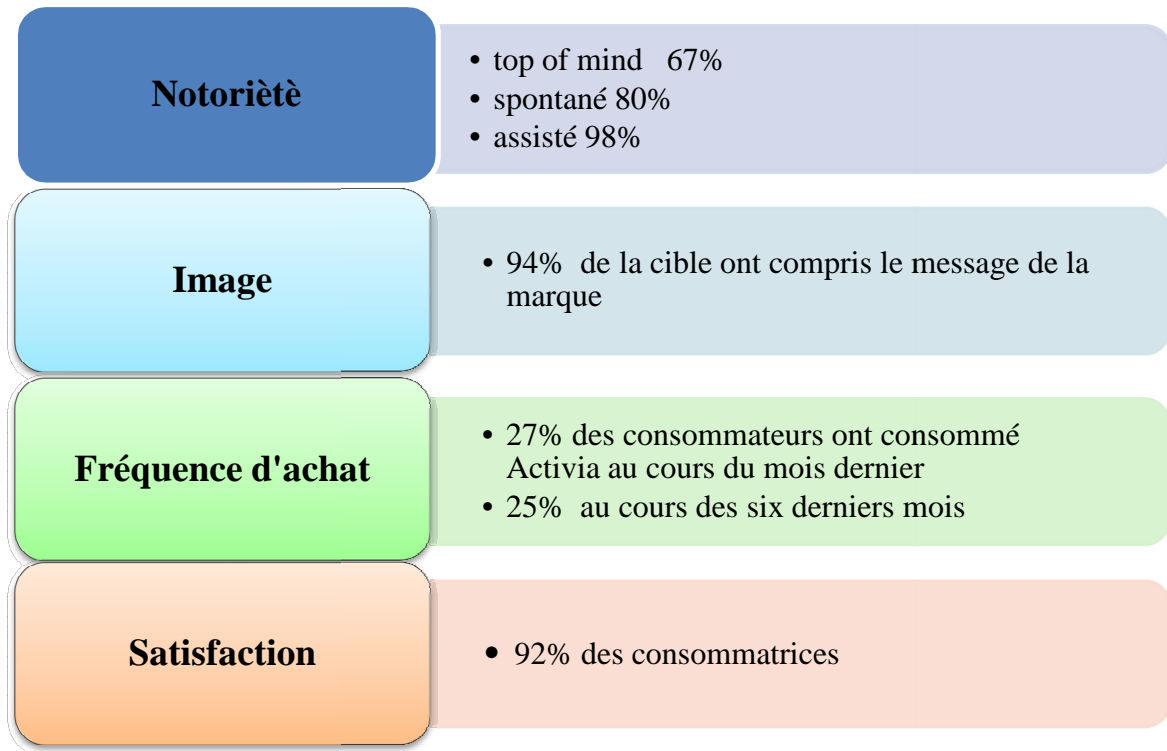 Notoriètè
• top of mind 67%
• spontané 80%
• assisté 98%
Image
• 94% de la cible ont compris le message de la
marque
Fréquence d'achat
• 27% des consommateurs ont consommé
Activia au cours du mois dernier
• 25% au cours des six derniers mois
Satisfaction
• 92% des consommatrices